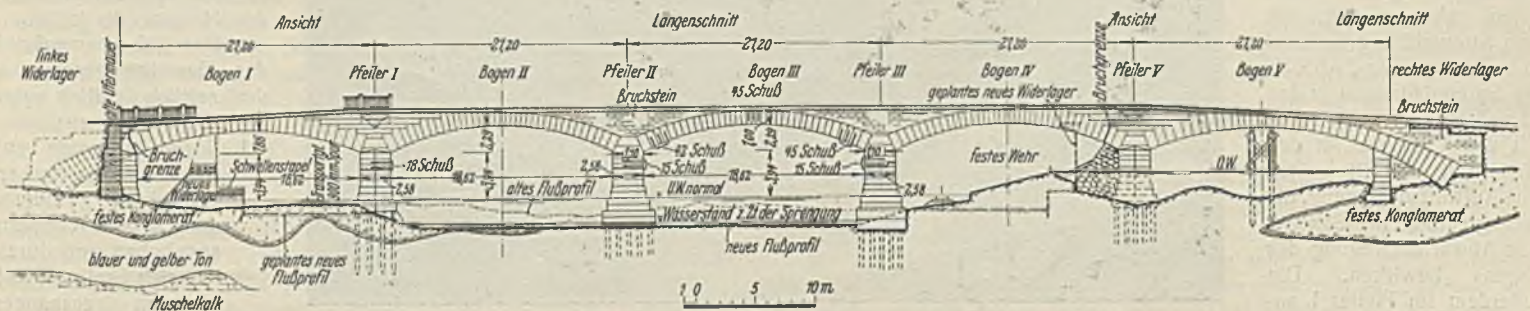 Ansicht
Längenschnitt
Ansicht
Längenschnitt
27,20
27,20
27,20
27,20
linkes
Widerlager
alte Ufermauer
Bogen I
Pfeiler I
Bogen II
Pfeiler II
Bogen III
Pfeiler III
Bogen IV
Bruchgrenze
Pfeiler V
Bogen V
rechtes Widerlager
45 Schuß
Bruchstein
geplantes neues Widerlager
Bruchstein
Bruch-
grenze
Schwellenstapel
neues
Widerlager
18 Schuß
2,58
18,62
12 Schuß
15 Schuß
18,62
45 Schuß
15 Schuß
2,58
festes Wehr
O.W.
2,58
altes Flußprofil
U.W. normal
Wasserstand z. Zt der Sprengung
festes Konglomerat
festes Konglomerat
neues Flußprofil
blauer und gelber Ton
geplantes neues
Flußprofil
Muschelkalk
1 0 5 10 m